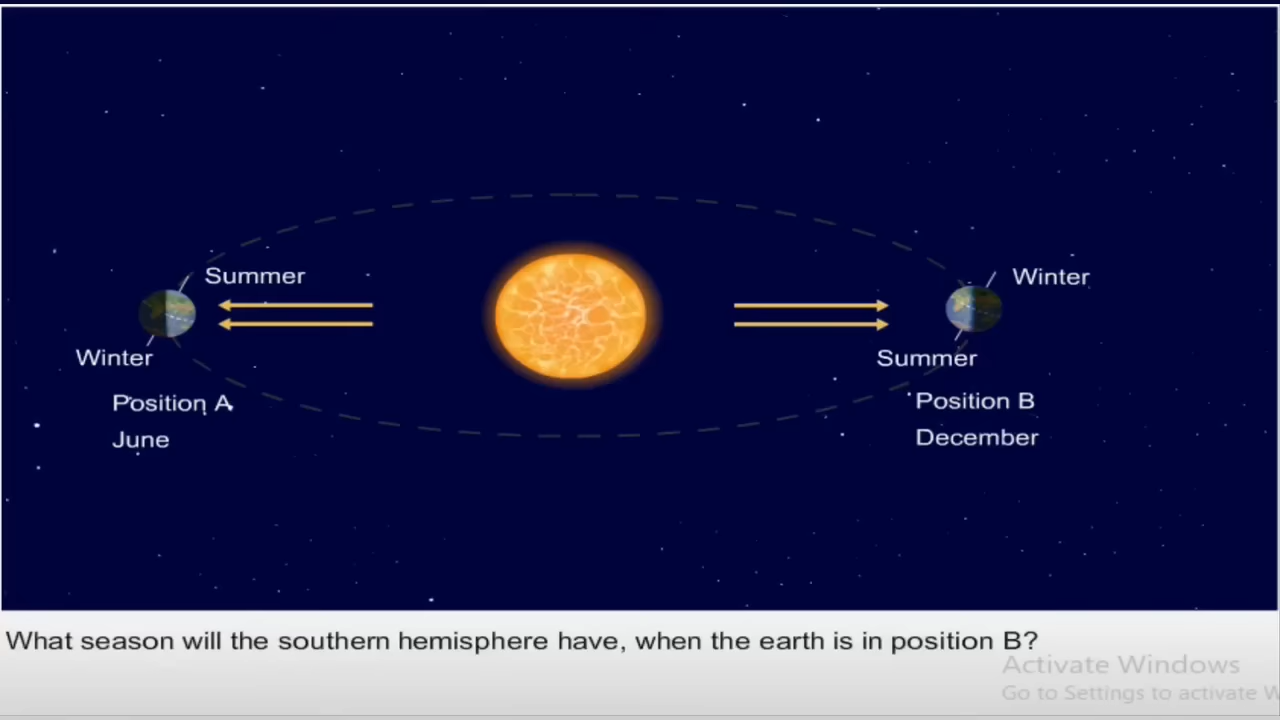 Summer
Winter
Winter
Summer
Position A
Position B
June
December
What season will the southern hemisphere have, when the earth is in position B?
Activate Windows
Go to Settings to activate W